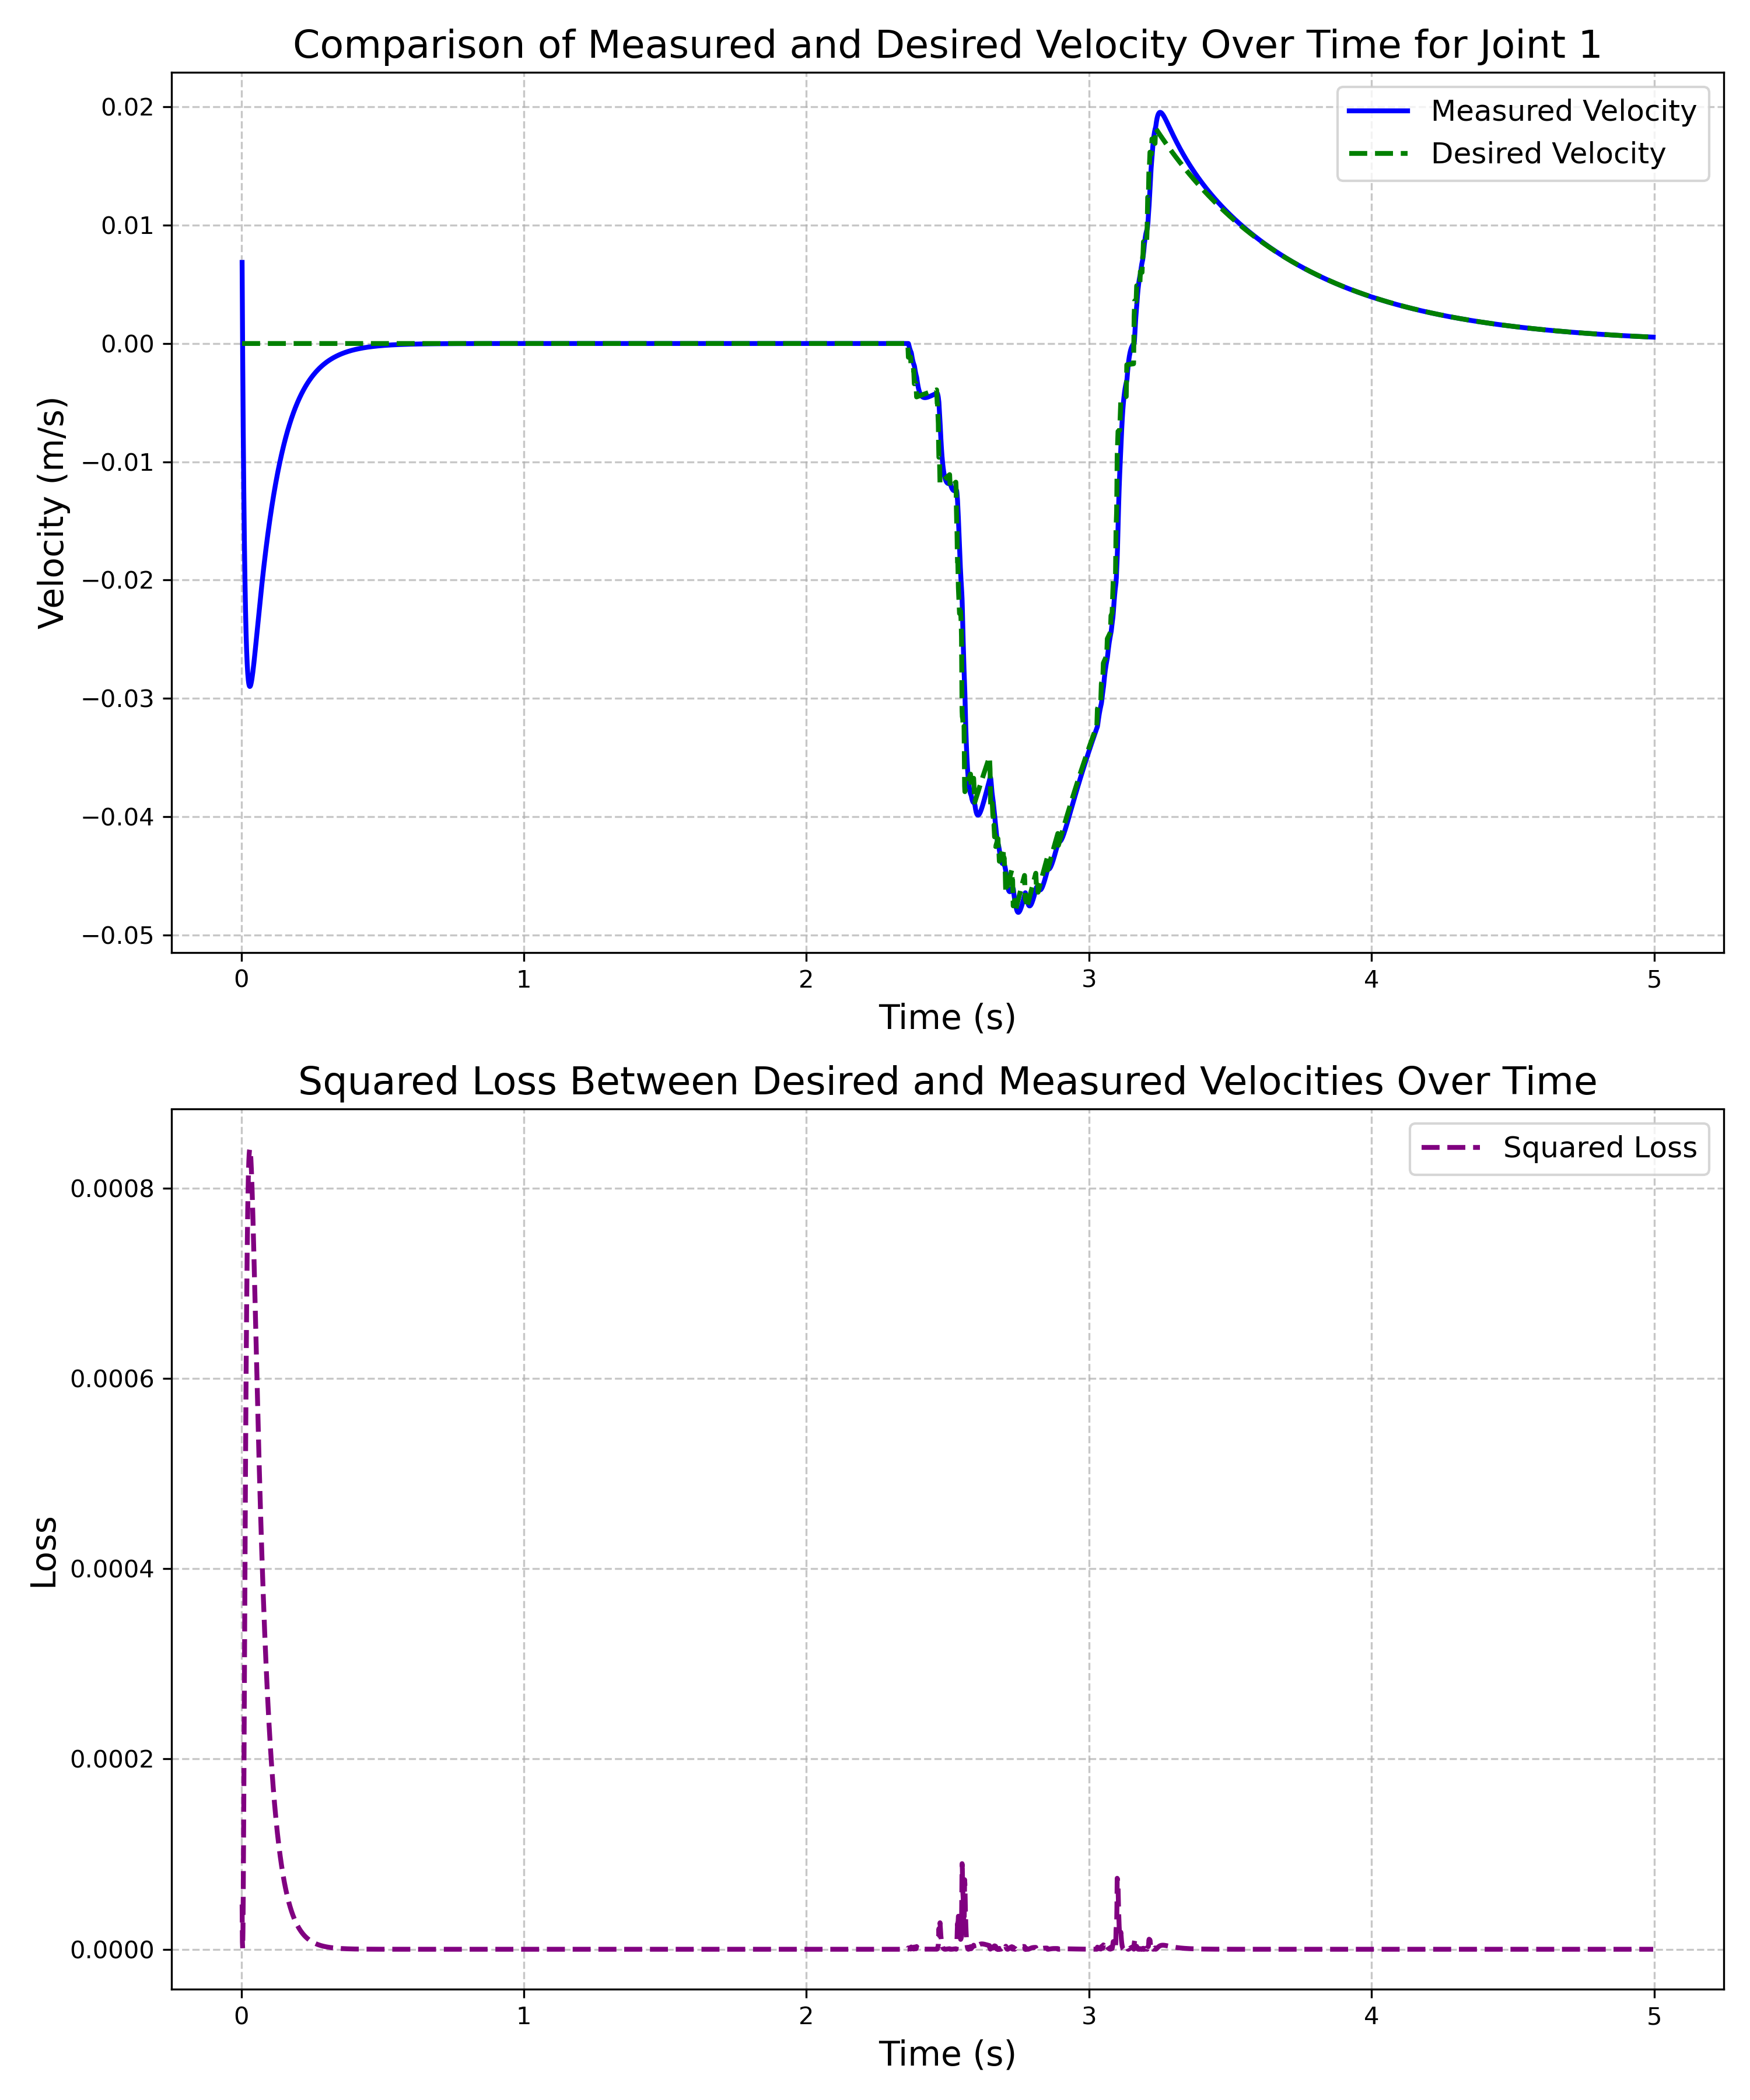 Comparison of Measured and Desired Velocity Over Time for Joint 1
Measured Velocity
Desired Velocity
0.02
0.01
0.00
−0.01
−0.02
−0.03
−0.04
−0.05
Velocity (m/s)
0 1 2 3 4 5
Time (s)
Squared Loss Between Desired and Measured Velocities Over Time
Squared Loss
0.0008
0.0006
0.0004
0.0002
0.0000
Loss
0 1 2 3 4 5
Time (s)